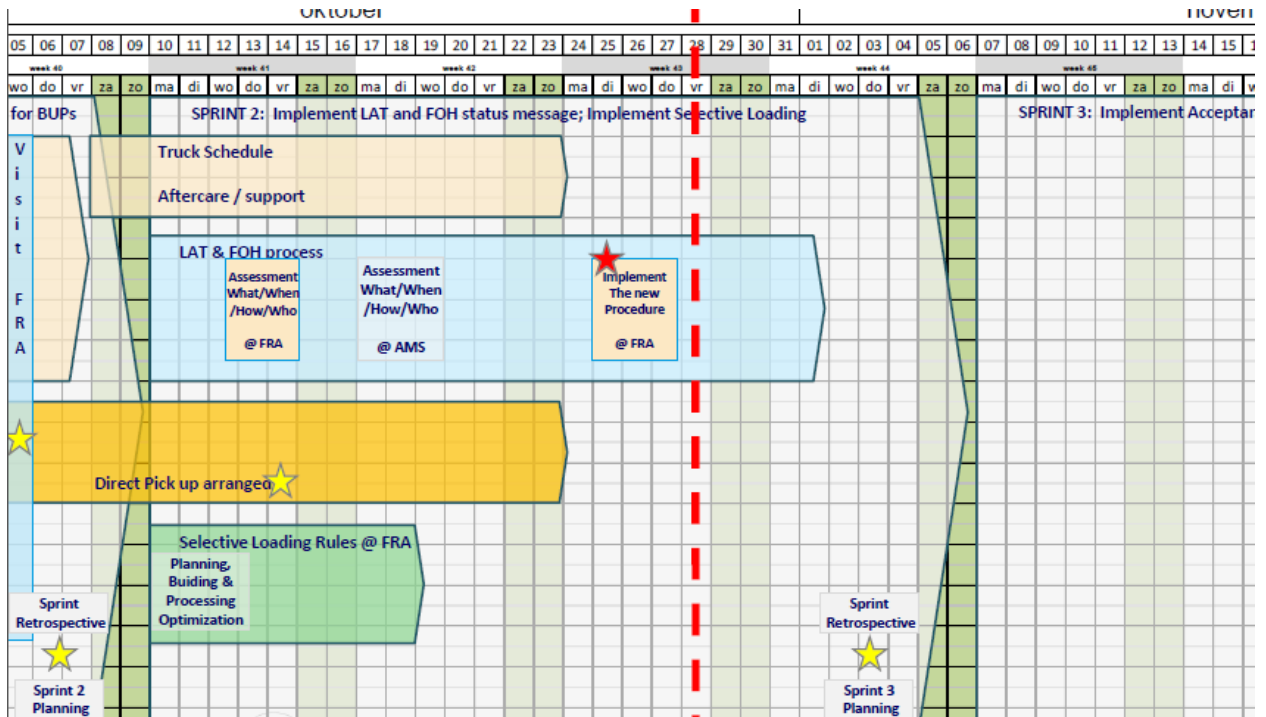 oktober
noven
05 06 07 08 09 10 11 12 13 14 15 16 17 18 19 20 21 22 23 24 25 26 27 28 29 30 31 01 02 03 04 05 06 07 08 09 10 11 12 13 14 15 1
week 40 week 41 week 42 week 43 week 44 week 45
wo do vr za zo ma di wo do vr za zo ma di wo do vr za zo ma di wo do vr za zo ma di wo do vr za zo ma di wo do vr za zo ma di w
for BUPs
SPRINT 2: Implement LAT and FOH status message; Implement Selective Loading
SPRINT 3: Implement Acceptar
Visit FRA
Truck Schedule
Aftercare / support
LAT & FOH process
Assessment
What/When
/How/Who
@ FRA
Assessment
What/When
/How/Who
@ AMS
Implement
The new
Procedure
@ FRA
Direct Pick up arranged
Selective Loading Rules @ FRA
Planning,
Buiding &
Processing
Optimization
Sprint
Retrospective
Sprint 2
Planning
Sprint
Retrospective
Sprint 3
Planning